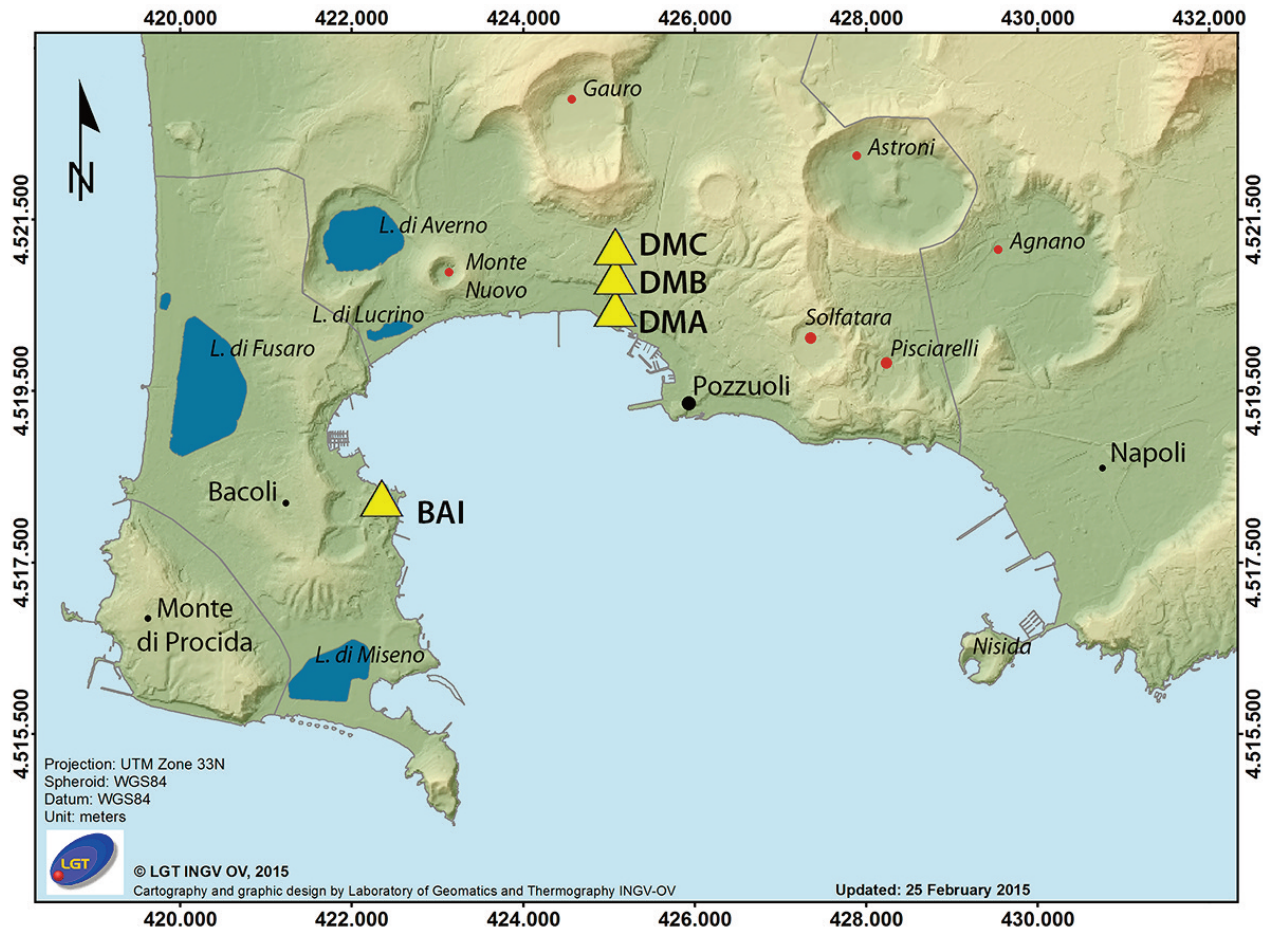 420.000 422.000 424.000 426.000 428.000 430.000 432.000
4.521.500
4.519.500
4.517.500
4.515.500
4.521.500
4.519.500
4.517.500
4.515.500
N
Gauro
Astroni
L. di Averno
Agnano
DMC
Monte
Nuovo
DMB
L. di Lucrino
DMA
Solfatara
L. di Fusaro
Pisciarelli
Pozzuoli
Napoli
Bacoli
BAI
Monte
di Procida
L. di Miseno
Nisida
Projection: UTM Zone 33N
Spheroid: WGS84
Datum: WGS84
Unit: meters
LGT
© LGT INGV OV, 2015
Cartography and graphic design by Laboratory of Geomatics and Thermography INGV-OV
Updated: 25 February 2015
420.000 422.000 424.000 426.000 428.000 430.000